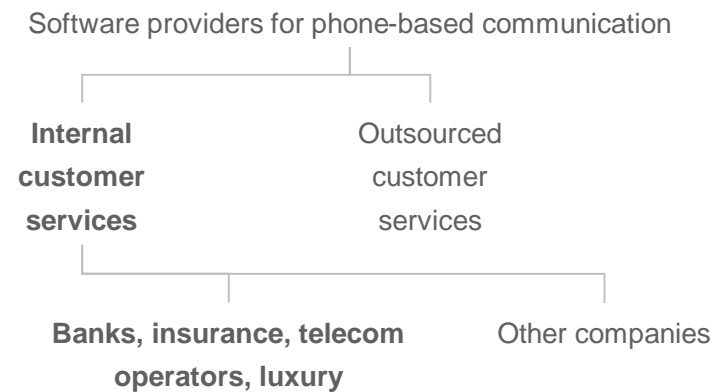 Software providers for phone-based communication
Internal
customer
services
Outsourced
customer
services
Banks, insurance, telecom
operators, luxury
Other companies